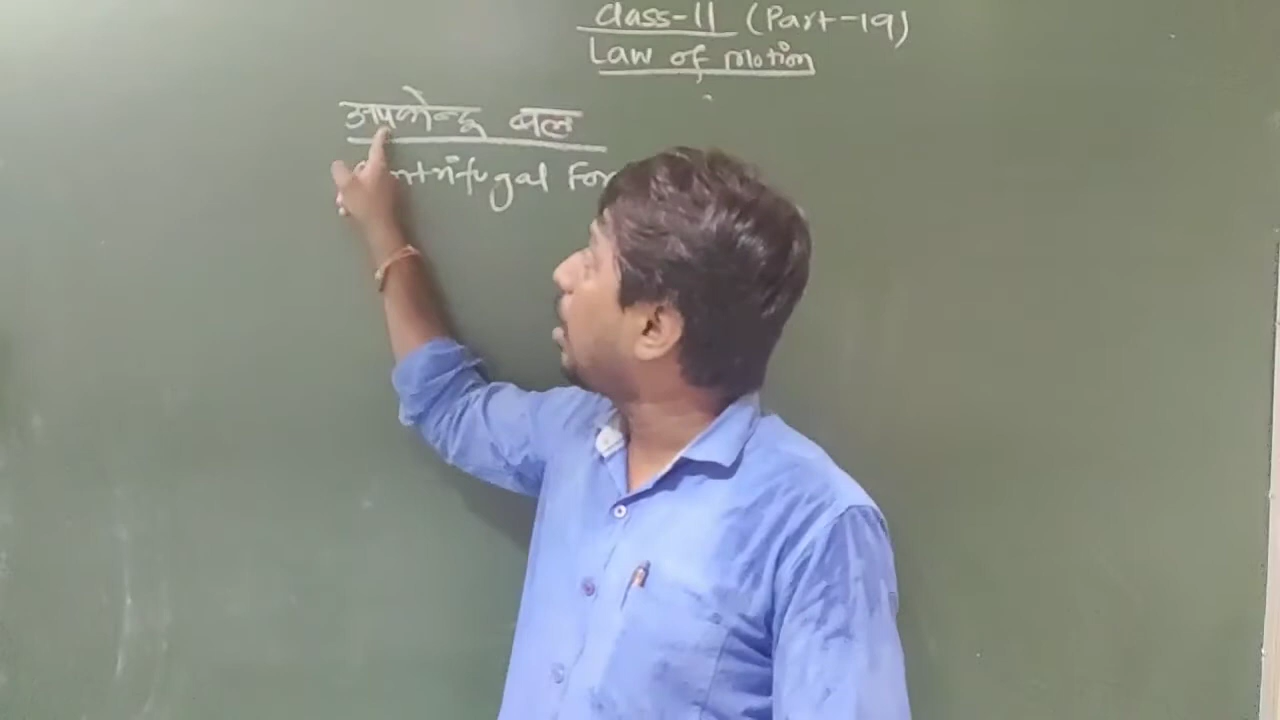 Class-11 (Part-19)
Law of motion
अपकेन्द्र बल
Centrifugal For